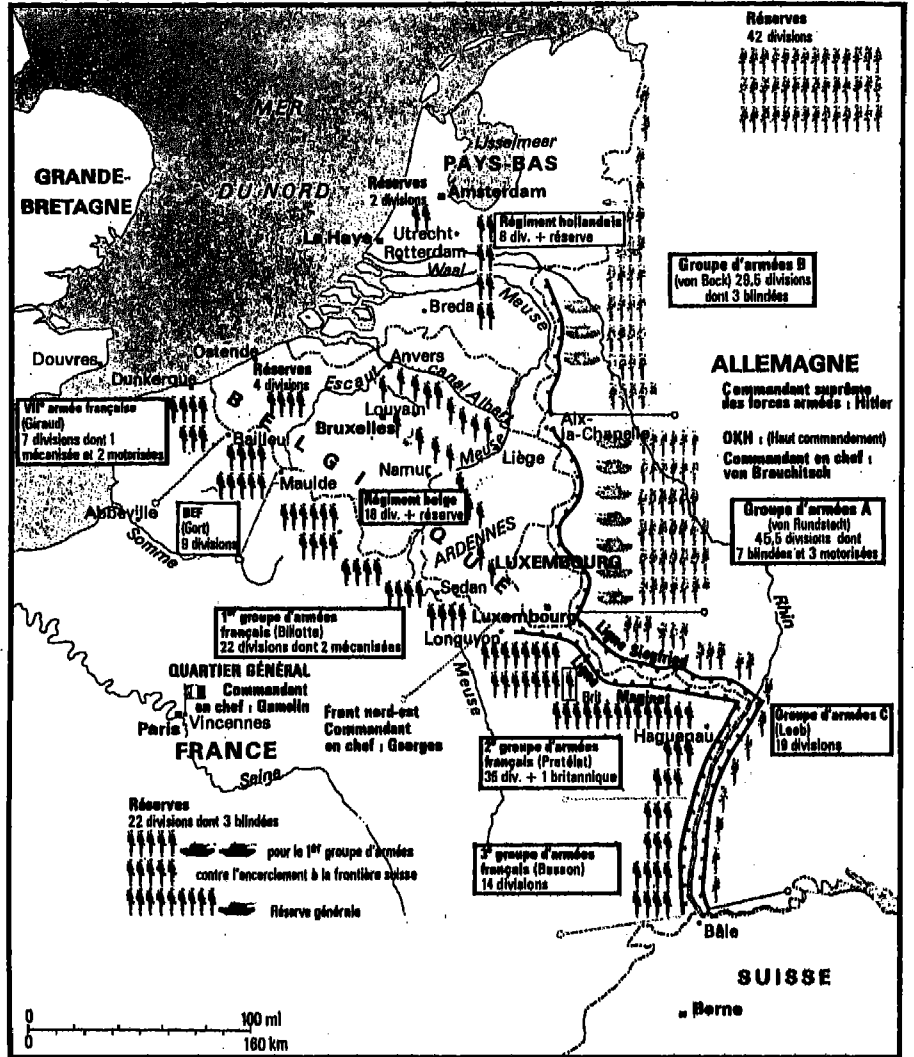 Réserves
42 divisions
MER
DU NORD
GRANDE-
BRETAGNE
IJsselmeer
PAYS-BAS
Réserves
2 divisions
Amsterdam
La Haye
Utrecht
Rotterdam
Régiment hollandais
8 div. + réserve
Waal
Meuse
Breda
Groupe d'armées B
(von Bock) 29,5 divisions
dont 3 blindées
Douvres
Dunkerque
Ostende
Réserves
4 divisions
Anvers
Escaut
canal Albert
ALLEMAGNE
Commandant suprême
des forces armées : Hitler
OKH : (Haut commandement)
Commandant en chef :
von Brauchitsch
VIIe armée française
(Giraud)
7 divisions dont 1
mécanisée et 2 motorisées
BELGIQUE
Bailleul
Louvain
Bruxelles
Aix-
la-Chapelle
Meuse
Liège
Namur
Maulde
Abbeville
Somme
BEF
(Gort)
9 divisions
Régiment belge
18 div. + réserve
Groupe d'armées A
(von Rundstedt)
45,5 divisions dont
7 blindées et 3 motorisées
ARDENNES
LUXEMBOURG
Sedan
Luxembourg
Longuyon
Rhin
1er groupe d'armées
français (Billotte)
22 divisions dont 2 mécanisées
Ligne Siegfried
Ligne Maginot
Brit.
Meuse
QUARTIER GÉNÉRAL
Commandant
en chef : Gamelin
Paris
Vincennes
FRANCE
Seine
Front nord-est
Commandant
en chef : Georges
Haguenau
Groupe d'armées C
(Leeb)
19 divisions
2e groupe d'armées
français (Prételat)
35 div. + 1 britannique
Réserves
22 divisions dont 3 blindées
pour le 1er groupe d'armées
contre l'encerclement à la frontière suisse
Réserve générale
3e groupe d'armées
français (Besson)
14 divisions
Bâle
SUISSE
Berne
0 100 ml
0 160 km